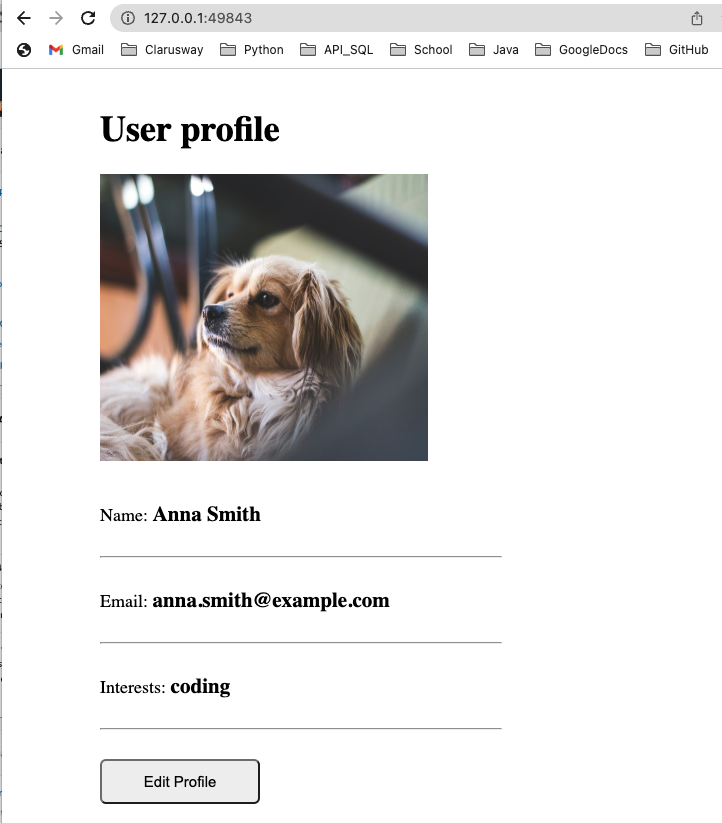 127.0.0.1:49843
Gmail Clarusway Python API_SQL School Java GoogleDocs GitHub
User profile
Name: Anna Smith
Email: anna.smith@example.com
Interests: coding
Edit Profile